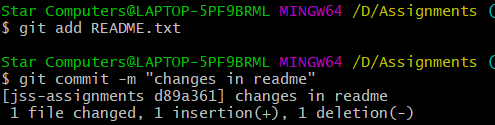 Star Computers@LAPTOP-5PF9BRML MINGW64 /D/Assignments (
$ git add README.txt
Star Computers@LAPTOP-5PF9BRML MINGW64 /D/Assignments (
$ git commit -m "changes in readme"
[jss-assignments d89a361] changes in readme
 1 file changed, 1 insertion(+), 1 deletion(-)